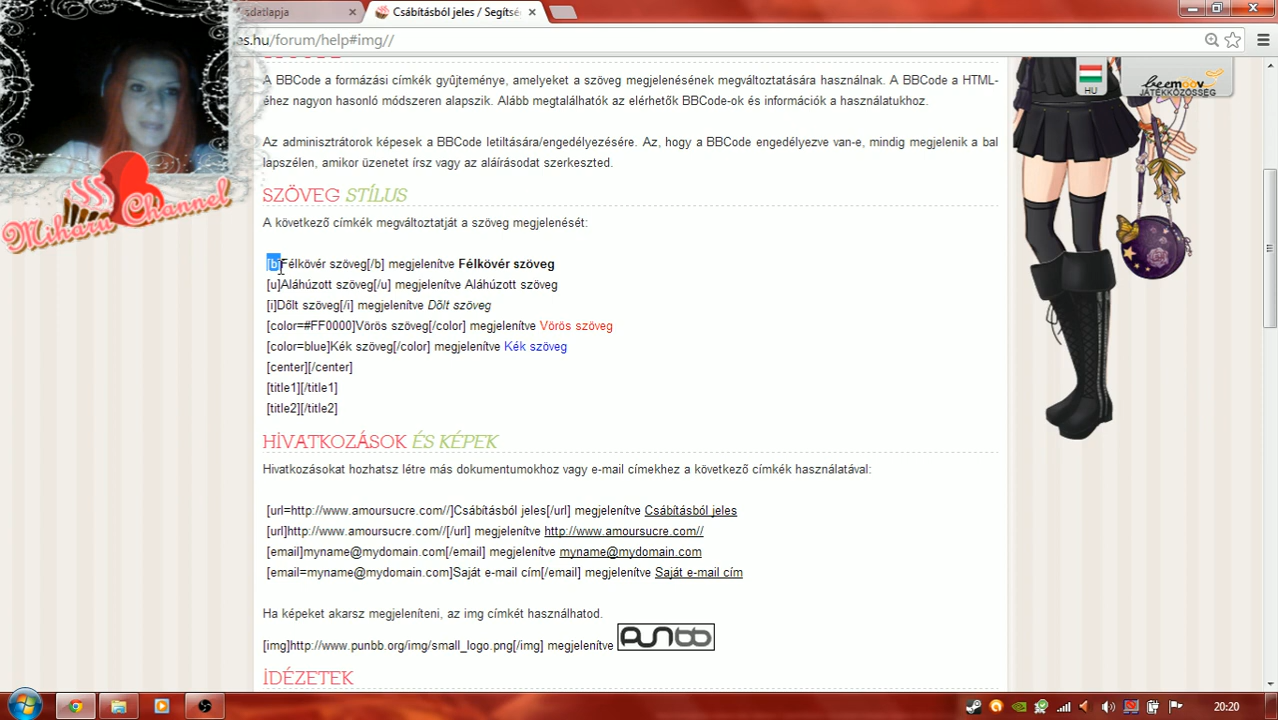 sdatlapja
Csábításból jeles / Segítség
es.hu/forum/help#img//
A BBCode a formázási címkék gyűjteménye, amelyeket a szöveg megjelenésének megváltoztatására használnak. A BBCode a HTML-
éhez nagyon hasonló módszeren alapszik. Alább megtalálhatók az elérhetők BBCode-ok és információk a használatukhoz.
HU
beemoov
JÁTÉKKÖZÖSSÉG
Az adminisztrátorok képesek a BBCode letiltására/engedélyezésére. Az, hogy a BBCode engedélyezve van-e, mindig megjelenik a bal
lapszélen, amikor üzenetet írsz vagy az aláírásodat szerkeszted.
Miharu Channel
SZÖVEG STÍLUS
A következő címkék megváltoztatját a szöveg megjelenését:
[b]Félkövér szöveg[/b] megjelenítve Félkövér szöveg
[u]Aláhúzott szöveg[/u] megjelenítve Aláhúzott szöveg
[i]Dőlt szöveg[/i] megjelenítve Dőlt szöveg
[color=#FF0000]Vörös szöveg[/color] megjelenítve Vörös szöveg
[color=blue]Kék szöveg[/color] megjelenítve Kék szöveg
[center][/center]
[title1][/title1]
[title2][/title2]
HİVATKOZÁSOK ÉS KÉPEK
Hivatkozásokat hozhatsz létre más dokumentumokhoz vagy e-mail címekhez a következő címkék használatával:
[url=http://www.amoursucre.com//]Csábításból jeles[/url] megjelenítve Csábításból jeles
[url]http://www.amoursucre.com//[/url] megjelenítve http://www.amoursucre.com//
[email]myname@mydomain.com[/email] megjelenítve myname@mydomain.com
[email=myname@mydomain.com]Saját e-mail cím[/email] megjelenítve Saját e-mail cím
Ha képeket akarsz megjeleníteni, az img címkét használhatod.
[img]http://www.punbb.org/img/small_logo.png[/img] megjelenítve punbb
İDÉZETEK
20:20